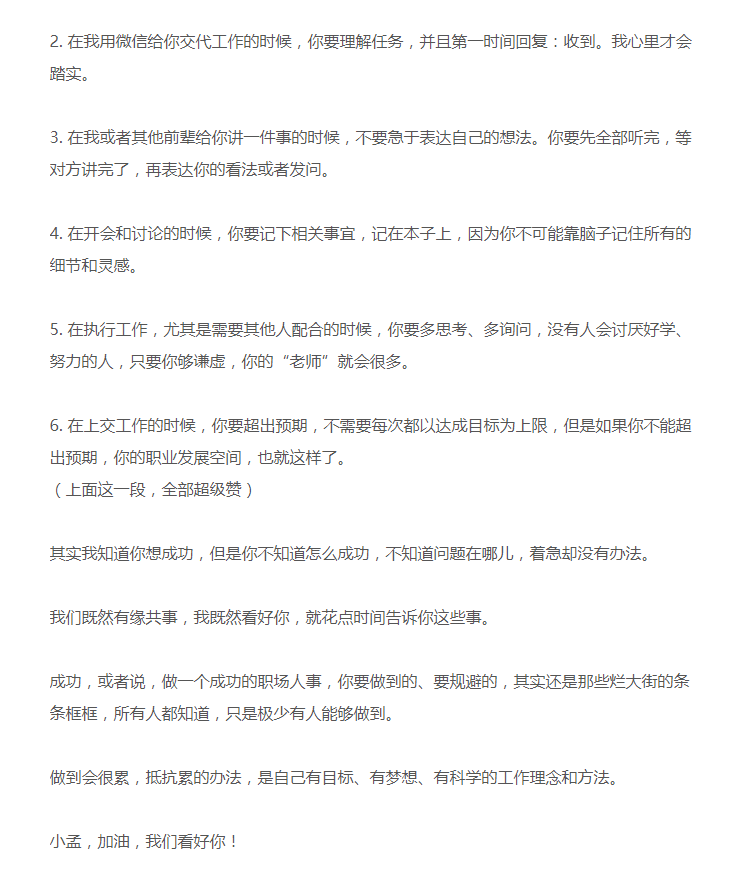 2. 在我用微信给你交代工作的时候，你要理解任务，并且第一时间回复：收到。我心里才会
踏实。
3. 在我或者其他前辈给你讲一件事的时候，不要急于表达自己的想法。你要先全部听完，等
对方讲完了，再表达你的看法或者发问。
4. 在开会和讨论的时候，你要记下相关事宜，记在本子上，因为你不可能靠脑子记住所有的
细节和灵感。
5. 在执行工作，尤其是需要其他人配合的时候，你要多思考、多询问，没有人会讨厌好学、
努力的人，只要你够谦虚，你的“老师”就会很多。
6. 在上交工作的时候，你要超出预期，不需要每次都以达成目标为上限，但是如果你不能超
出预期，你的职业发展空间，也就这样了。
（上面这一段，全部超级赞）
其实我知道你想成功，但是你不知道怎么成功，不知道问题在哪儿，着急却没有办法。
我们既然有缘共事，我既然看好你，就花点时间告诉你这些事。
成功，或者说，做一个成功的职场人事，你要做到的、要规避的，其实还是那些烂大街的条
条框框，所有人都知道，只是极少有人能够做到。
做到会很累，抵抗累的办法，是自己有目标、有梦想、有科学的工作理念和方法。
小孟，加油，我们看好你！